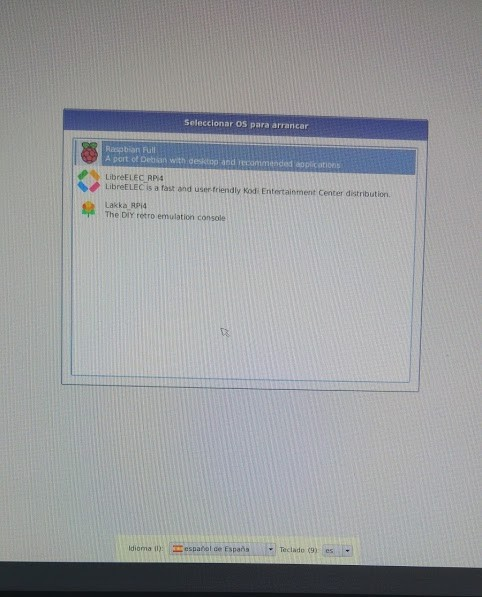 Seleccionar OS para arrancar
Raspbian Full
A port of Debian with desktop and recommended applications
LibreELEC_RPi4
LibreELEC is a fast and user-friendly Kodi Entertainment Center distribution.
Lakka_RPi4
The DIY retro emulation console
Idioma (l): español de España Teclado (9): es